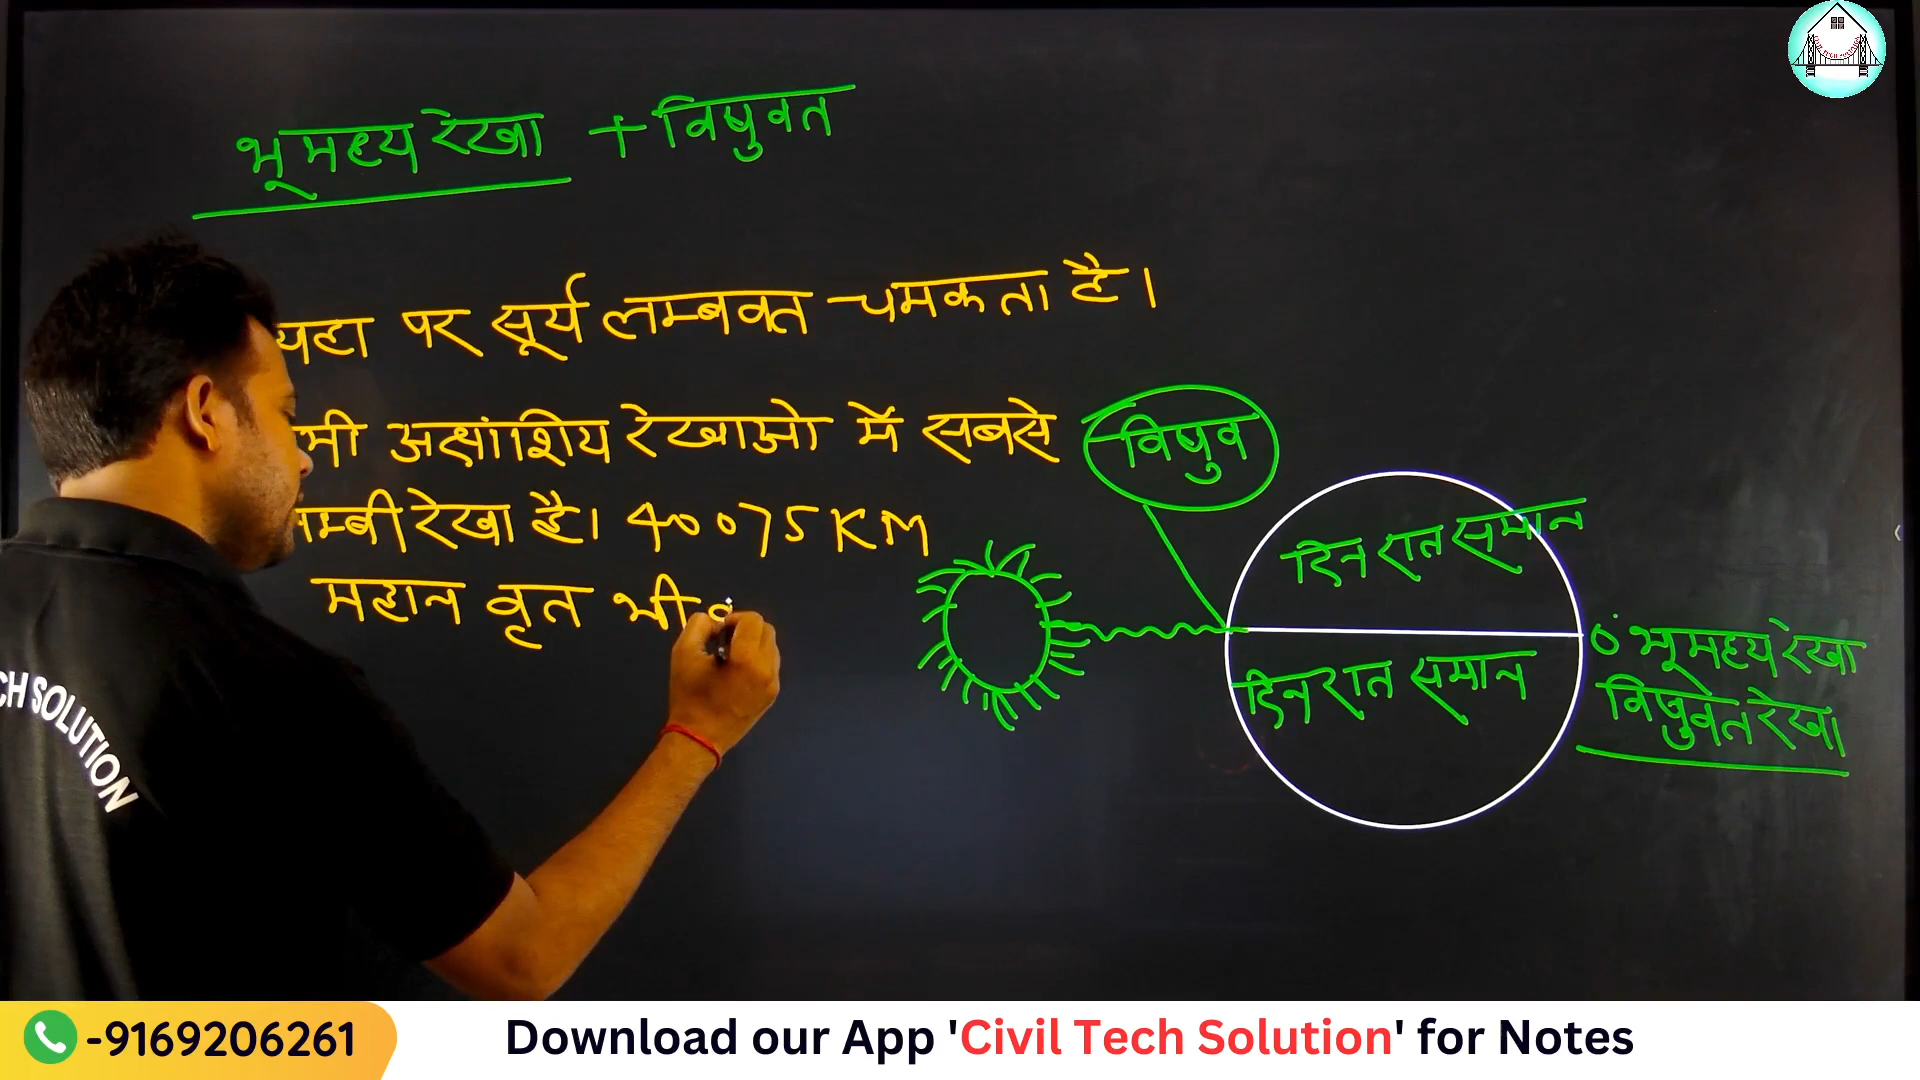 भूमध्य रेखा + विषुवत
यहा पर सूर्य लम्बवत चमकता है।
भी अक्षांशिय रेखाओ में सबसे
म्बी रेखा है। 40075 KM
महान वृत भी
विषुव
दिन रात समान
दिन रात समान
0° भूमध्य रेखा
विषुवत रेखा
CH SOLUTION
-9169206261
Download our App 'Civil Tech Solution' for Notes